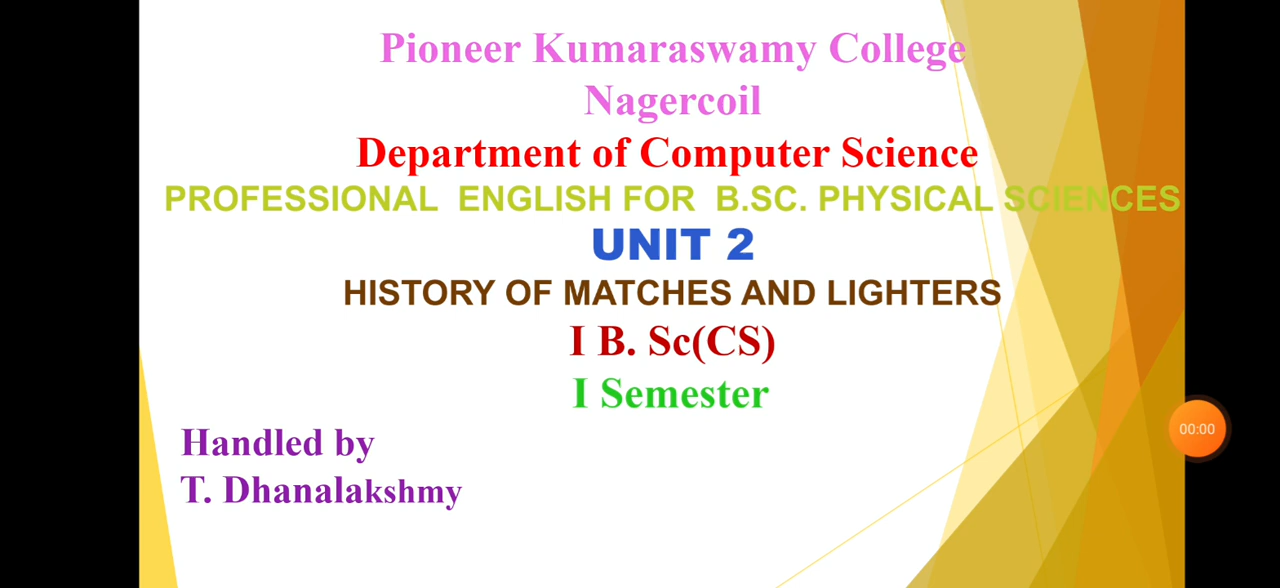 Pioneer Kumaraswamy College
Nagercoil
Department of Computer Science
PROFESSIONAL ENGLISH FOR B.SC. PHYSICAL SCIENCES
UNIT 2
HISTORY OF MATCHES AND LIGHTERS
I B. Sc(CS)
I Semester
Handled by
T. Dhanalakshmy
00:00